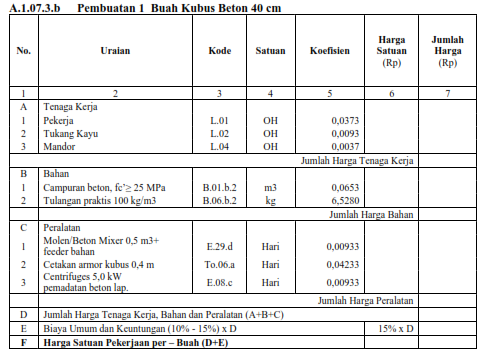 A.1.07.3.b Pembuatan 1 Buah Kubus Beton 40 cm
No. Uraian Kode Satuan Koefisien Harga Satuan (Rp) Jumlah Harga (Rp)
1 2 3 4 5 6 7
A Tenaga Kerja
1 Pekerja L.01 OH 0,0373
2 Tukang Kayu L.02 OH 0,0093
3 Mandor L.04 OH 0,0037
Jumlah Harga Tenaga Kerja
B Bahan
1 Campuran beton, fc'≥ 25 MPa B.01.b.2 m3 0,0653
2 Tulangan praktis 100 kg/m3 B.06.b.2 kg 6,5280
Jumlah Harga Bahan
C Peralatan
1 Molen/Beton Mixer 0,5 m3+ feeder bahan E.29.d Hari 0,00933
2 Cetakan armor kubus 0,4 m To.06.a Hari 0,04233
3 Centrifuges 5,0 kW pemadatan beton lap. E.08.c Hari 0,00933
Jumlah Harga Peralatan
D Jumlah Harga Tenaga Kerja, Bahan dan Peralatan (A+B+C)
E Biaya Umum dan Keuntungan (10% - 15%) x D 15% x D
F Harga Satuan Pekerjaan per – Buah (D+E)